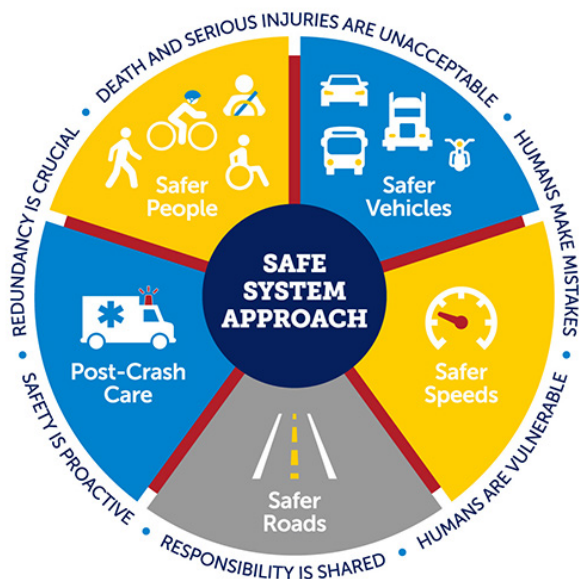 DEATH AND SERIOUS INJURIES ARE UNACCEPTABLE
HUMANS MAKE MISTAKES
HUMANS ARE VULNERABLE
RESPONSIBILITY IS SHARED
SAFETY IS PROACTIVE
REDUNDANCY IS CRUCIAL
Safer
People
Safer
Vehicles
SAFE
SYSTEM
APPROACH
Post-Crash
Care
Safer
Speeds
Safer
Roads